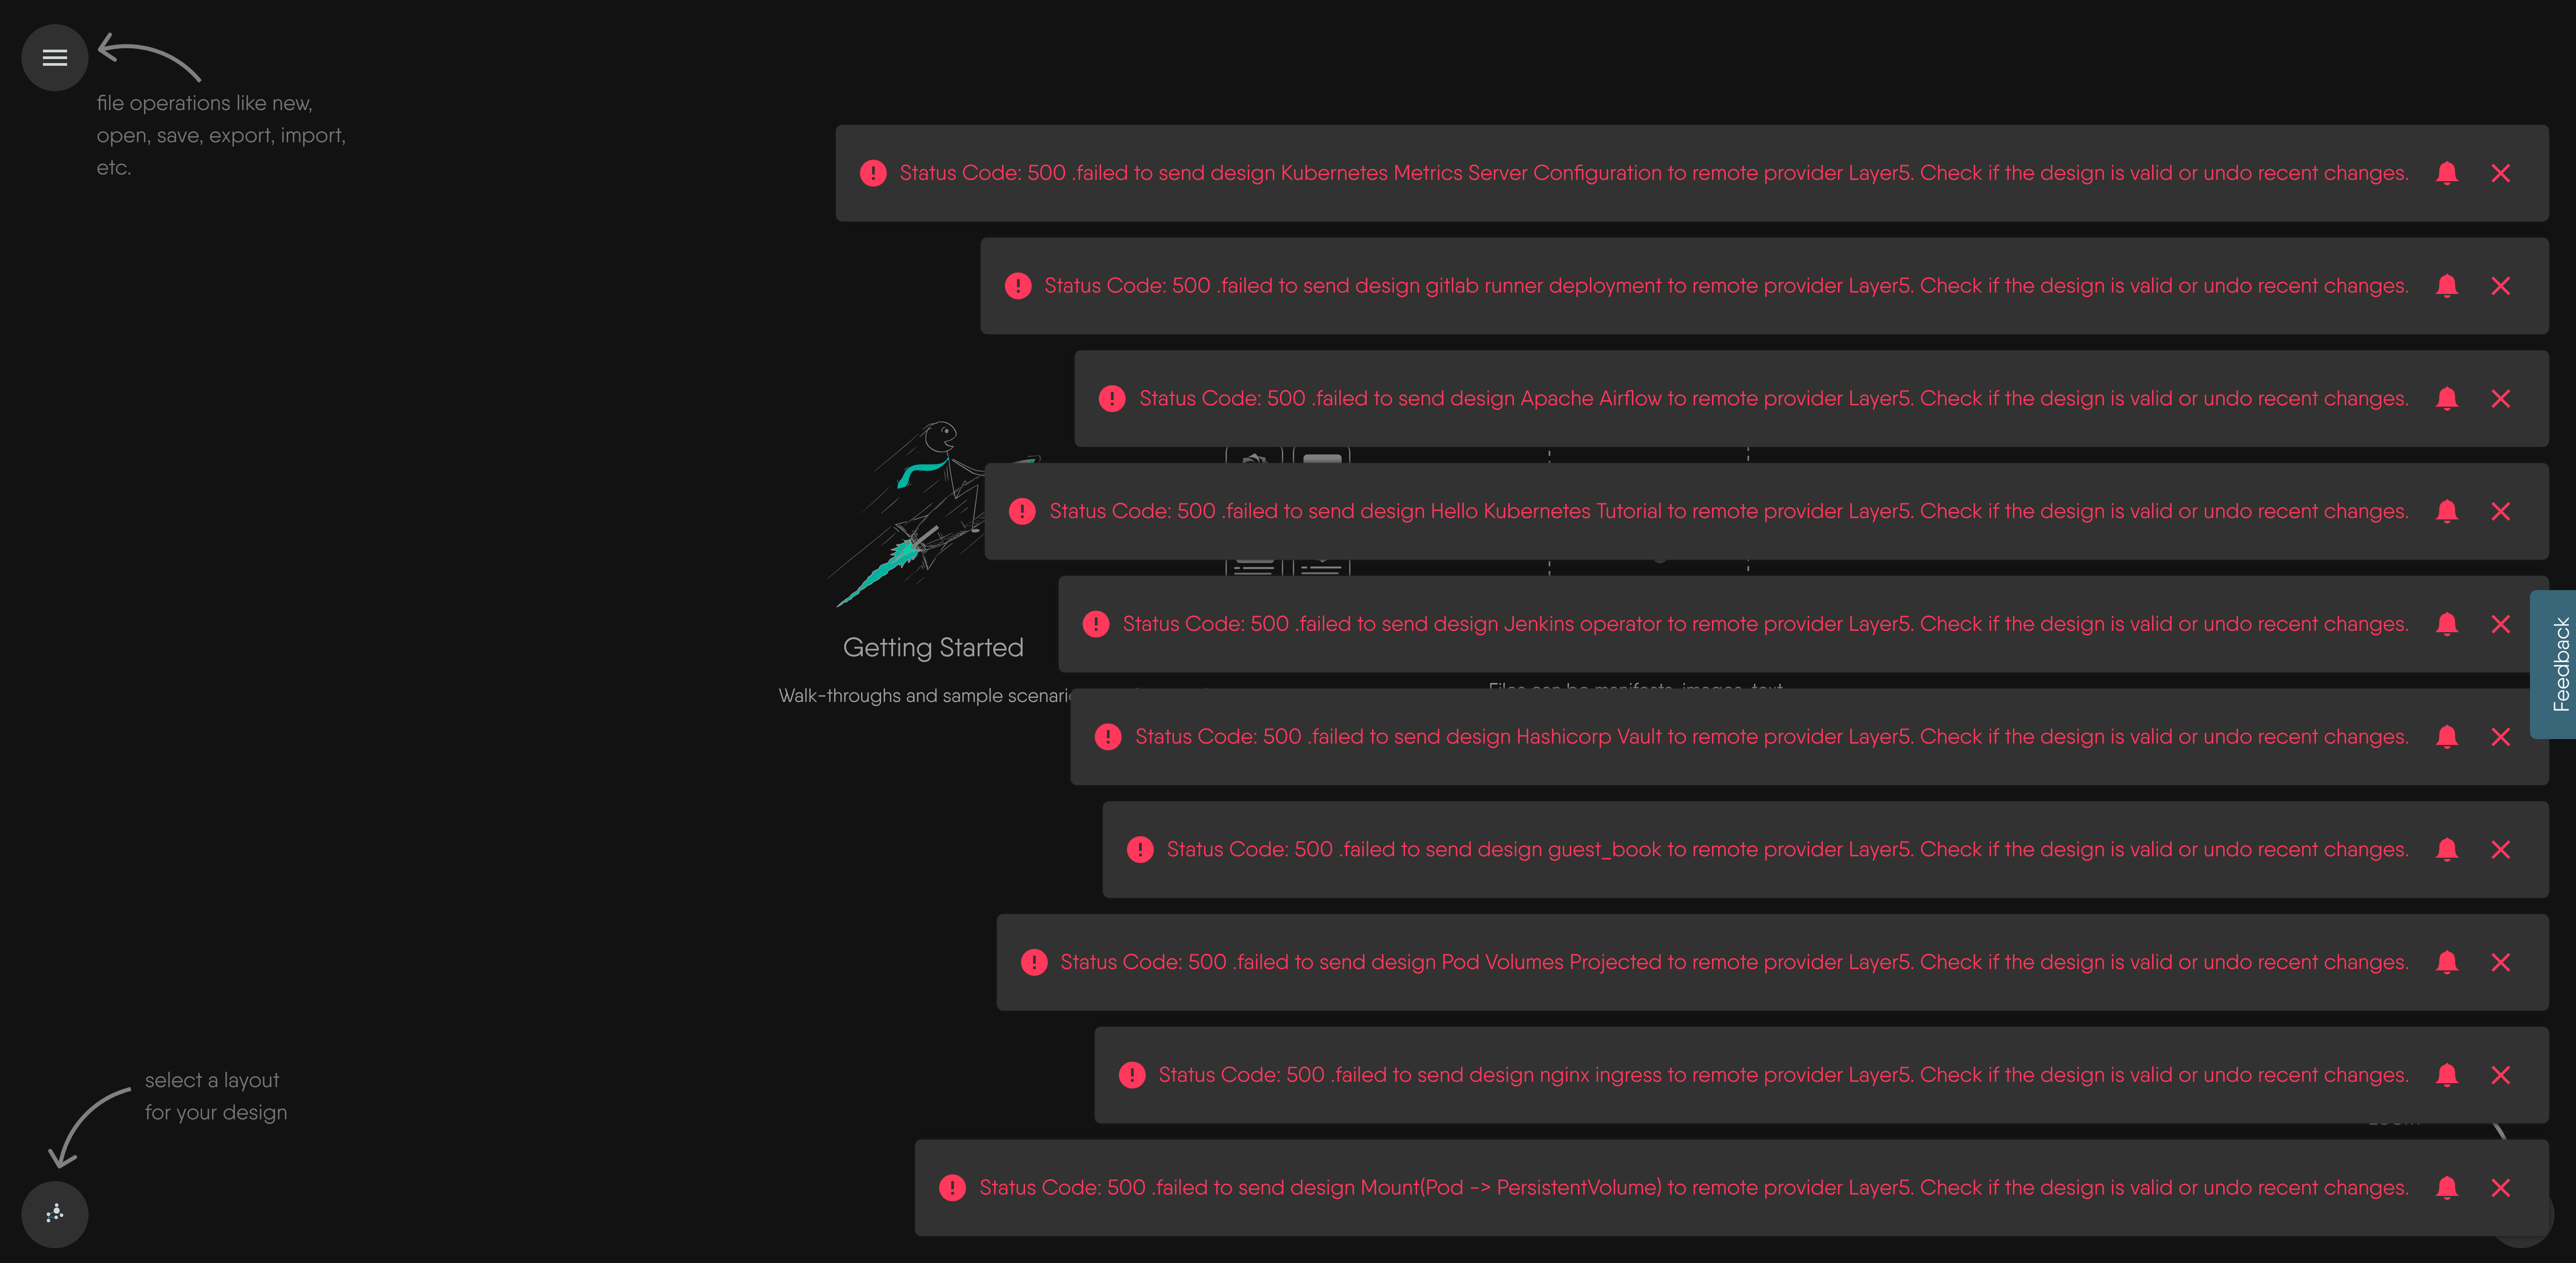 file operations like new,
open, save, export, import,
etc.
Status Code: 500 .failed to send design Kubernetes Metrics Server Configuration to remote provider Layer5. Check if the design is valid or undo recent changes.
Status Code: 500 .failed to send design gitlab runner deployment to remote provider Layer5. Check if the design is valid or undo recent changes.
Status Code: 500 .failed to send design Apache Airflow to remote provider Layer5. Check if the design is valid or undo recent changes.
Status Code: 500 .failed to send design Hello Kubernetes Tutorial to remote provider Layer5. Check if the design is valid or undo recent changes.
Status Code: 500 .failed to send design Jenkins operator to remote provider Layer5. Check if the design is valid or undo recent changes.
Getting Started
Walk-throughs and sample
Status Code: 500 .failed to send design Hashicorp Vault to remote provider Layer5. Check if the design is valid or undo recent changes.
Feedback
Status Code: 500 .failed to send design guest_book to remote provider Layer5. Check if the design is valid or undo recent changes.
Status Code: 500 .failed to send design Pod Volumes Projected to remote provider Layer5. Check if the design is valid or undo recent changes.
Status Code: 500 .failed to send design nginx ingress to remote provider Layer5. Check if the design is valid or undo recent changes.
select a layout
for your design
Status Code: 500 .failed to send design Mount(Pod -> PersistentVolume) to remote provider Layer5. Check if the design is valid or undo recent changes.